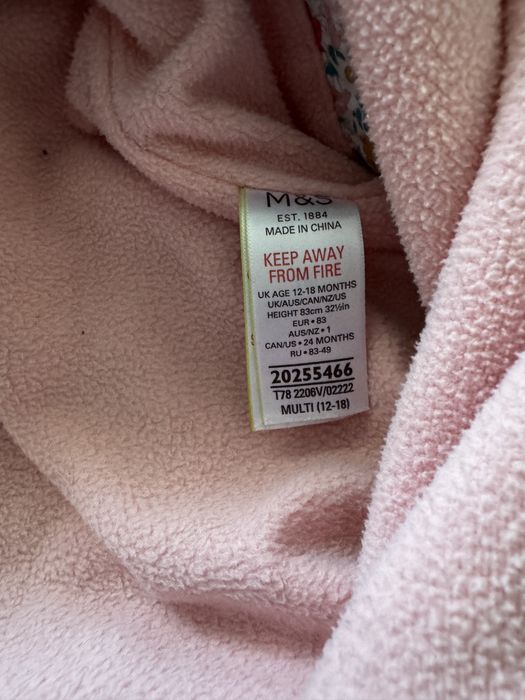 M&S
EST. 1884
MADE IN CHINA
KEEP AWAY
FROM FIRE
UK AGE 12-18 MONTHS
UK/AUS/CAN/NZ/US
HEIGHT 83cm 32½in
EUR • 83
AUS/NZ • 1
CAN/US • 24 MONTHS
RU • 83-49
20255466
T78 2206V/02222
MULTI (12-18)